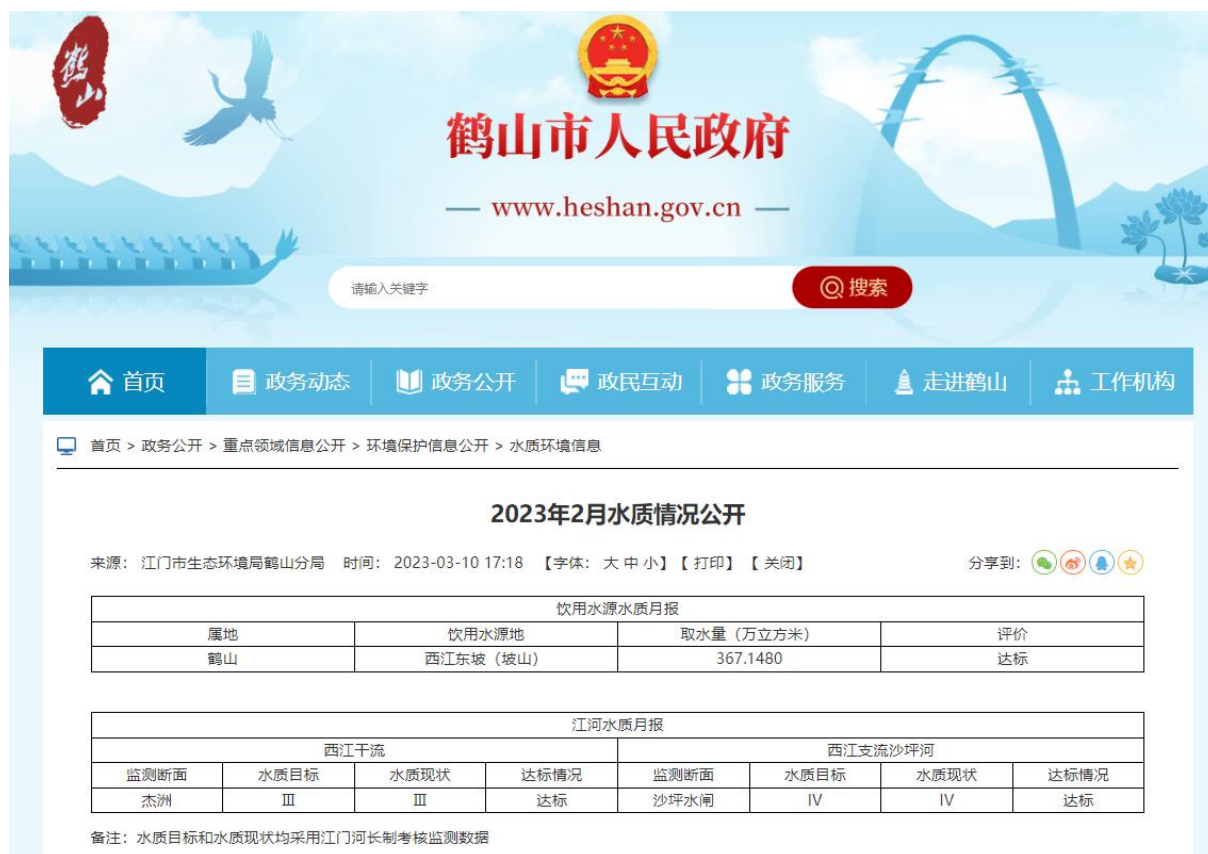 鹤山
鹤山市人民政府
www.heshan.gov.cn
请输入关键字 搜索
首页 政务动态 政务公开 政民互动 政务服务 走进鹤山 工作机构
首页 > 政务公开 > 重点领域信息公开 > 环境保护信息公开 > 水质环境信息
2023年2月水质情况公开
来源： 江门市生态环境局鹤山分局 时间： 2023-03-10 17:18 【字体： 大 中 小】【 打印】 【 关闭】 分享到：
饮用水源水质月报
属地 饮用水源地 取水量（万立方米） 评价
鹤山 西江东坡（坡山） 367.1480 达标
江河水质月报
西江干流 西江支流沙坪河
监测断面 水质目标 水质现状 达标情况 监测断面 水质目标 水质现状 达标情况
杰洲 Ⅲ Ⅲ 达标 沙坪水闸 Ⅳ Ⅳ 达标
备注：水质目标和水质现状均采用江门河长制考核监测数据